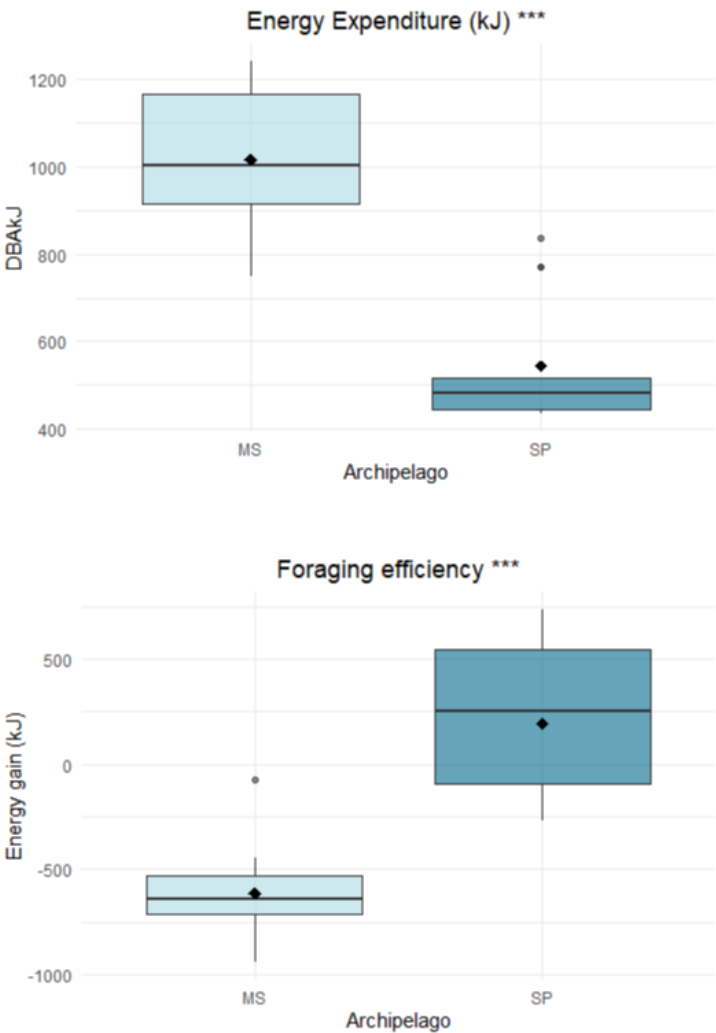 Energy Expenditure (kJ) ***
1200
1000
800
600
400
DBAkJ
MS SP
Archipelago
Foraging efficiency ***
500
0
-500
-1000
Energy gain (kJ)
MS SP
Archipelago